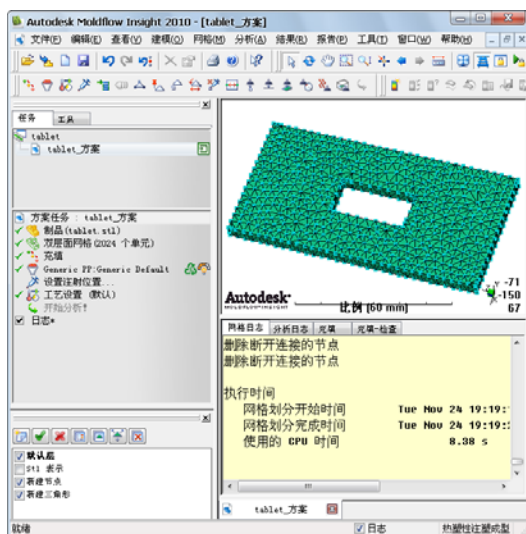 Autodesk Moldflow Insight 2010 - [tablet_方案]
文件(F) 编辑(E) 查看(V) 建模(O) 网格(M) 分析(A) 结果(R) 报告(P) 工具(T) 窗口(W) 帮助(H)
任务 工具
tablet
tablet_方案
方案任务 : tablet_方案
制品(tablet.stl)
双层面网格(2024 个单元)
充填
Generic PP:Generic Default
设置注射位置...
工艺设置 (默认)
开始分析!
日志*
默认层
Stl 表示
新建节点
新建三角形
-71
-150
67
Autodesk
MOLDFLOW INSIGHT
比例 (60 mm)
网格日志 分析日志 充填 充填-检查
删除断开连接的节点
删除断开连接的节点
执行时间
网格划分开始时间 Tue Nov 24 19:19:
网格划分完成时间 Tue Nov 24 19:19:
使用的 CPU 时间 8.38 s
tablet_方案
就绪
日志
热塑性注塑成型